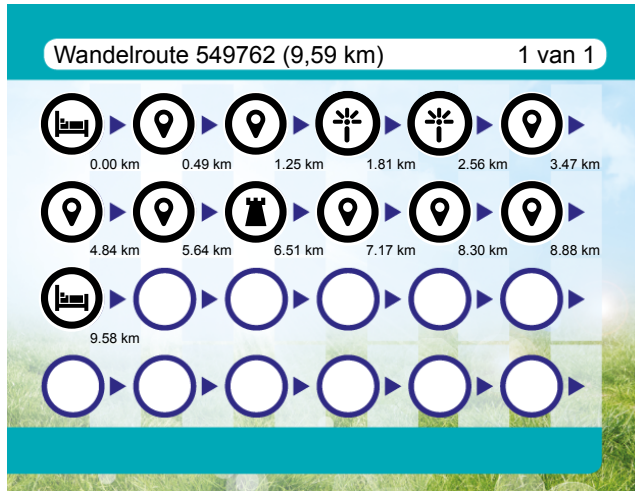 Wandelroute 549762 (9,59 km) 1 van 1
0.00 km 0.49 km 1.25 km 1.81 km 2.56 km 3.47 km
4.84 km 5.64 km 6.51 km 7.17 km 8.30 km 8.88 km
9.58 km